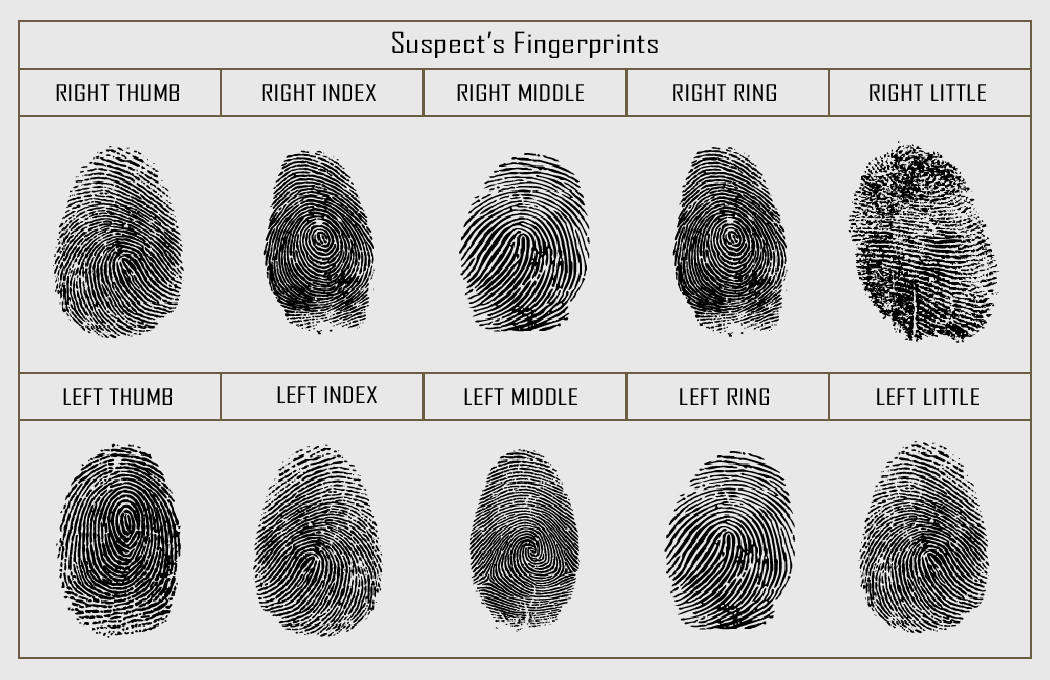 Suspect's Fingerprints
RIGHT THUMB
RIGHT INDEX
RIGHT MIDDLE
RIGHT RING
RIGHT LITTLE
LEFT THUMB
LEFT INDEX
LEFT MIDDLE
LEFT RING
LEFT LITTLE